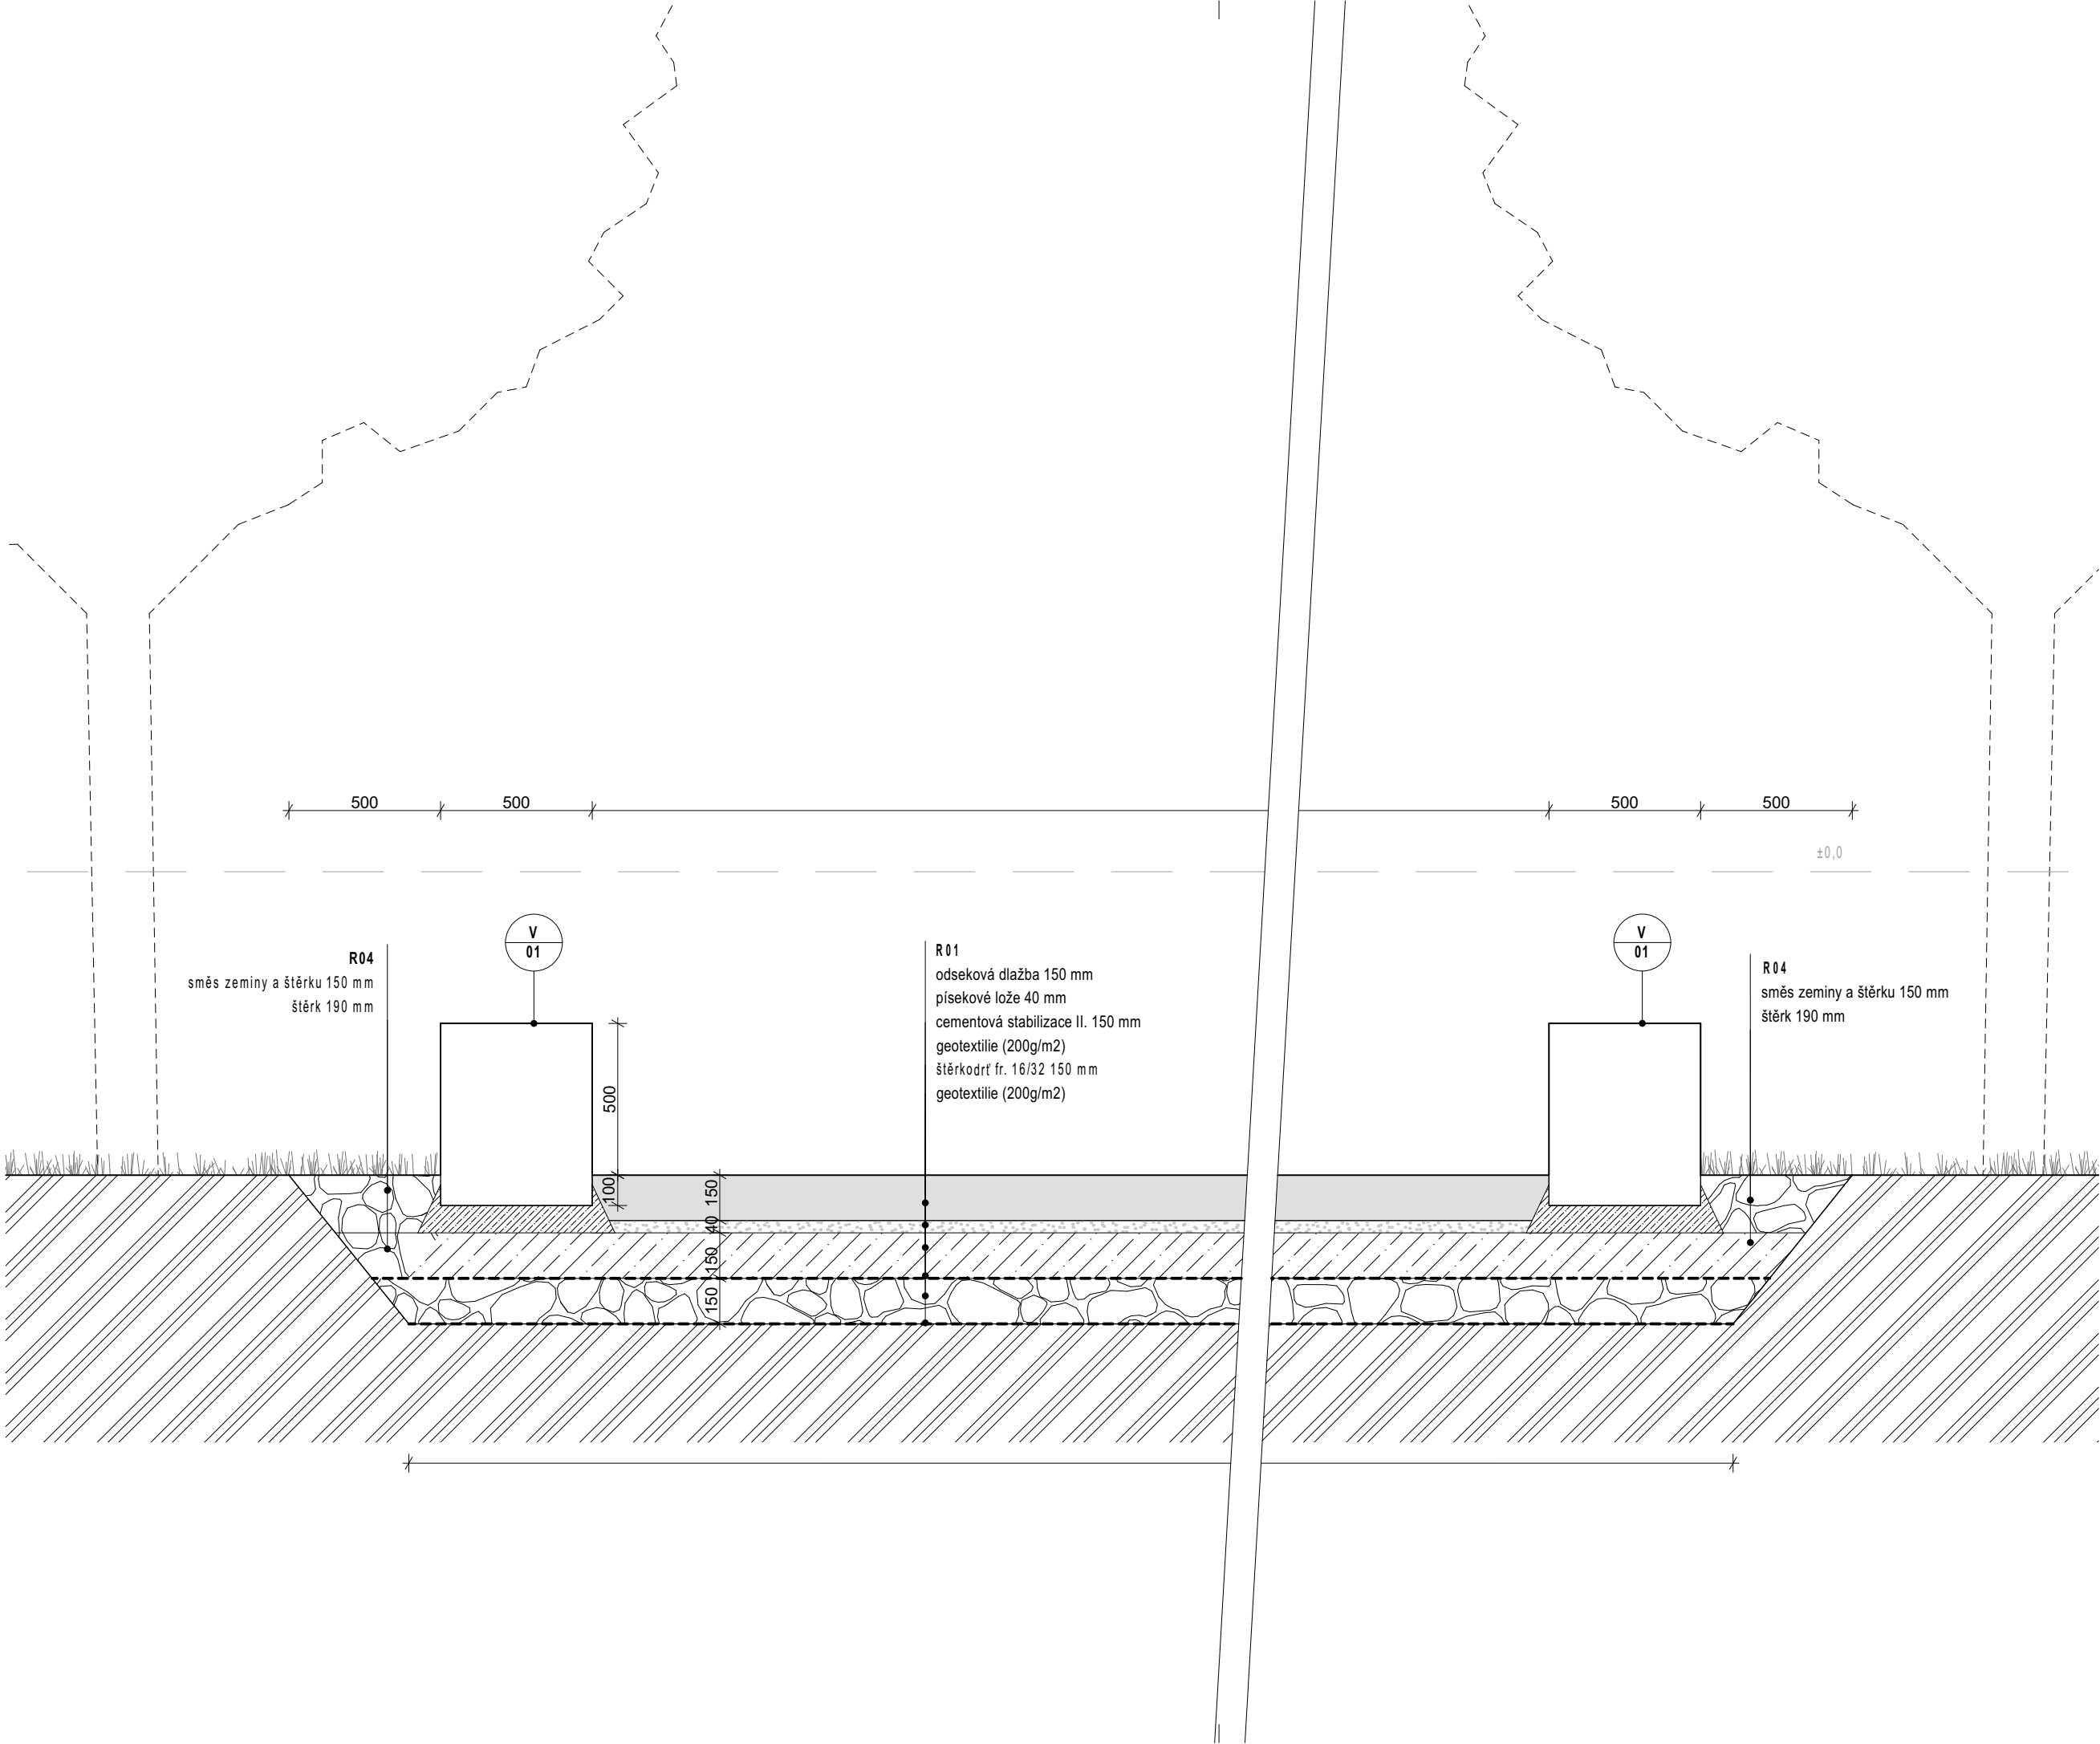 500
500
500
500
±0,0
V
01
V
01
R04
směs zeminy a štěrku 150 mm
štěrk 190 mm
R01
odseková dlažba 150 mm
písekové lože 40 mm
cementová stabilizace II. 150 mm
geotextilie (200g/m2)
štěrkodrť fr. 16/32 150 mm
geotextilie (200g/m2)
R04
směs zeminy a štěrku 150 mm
štěrk 190 mm
500
100
150
40
150
150